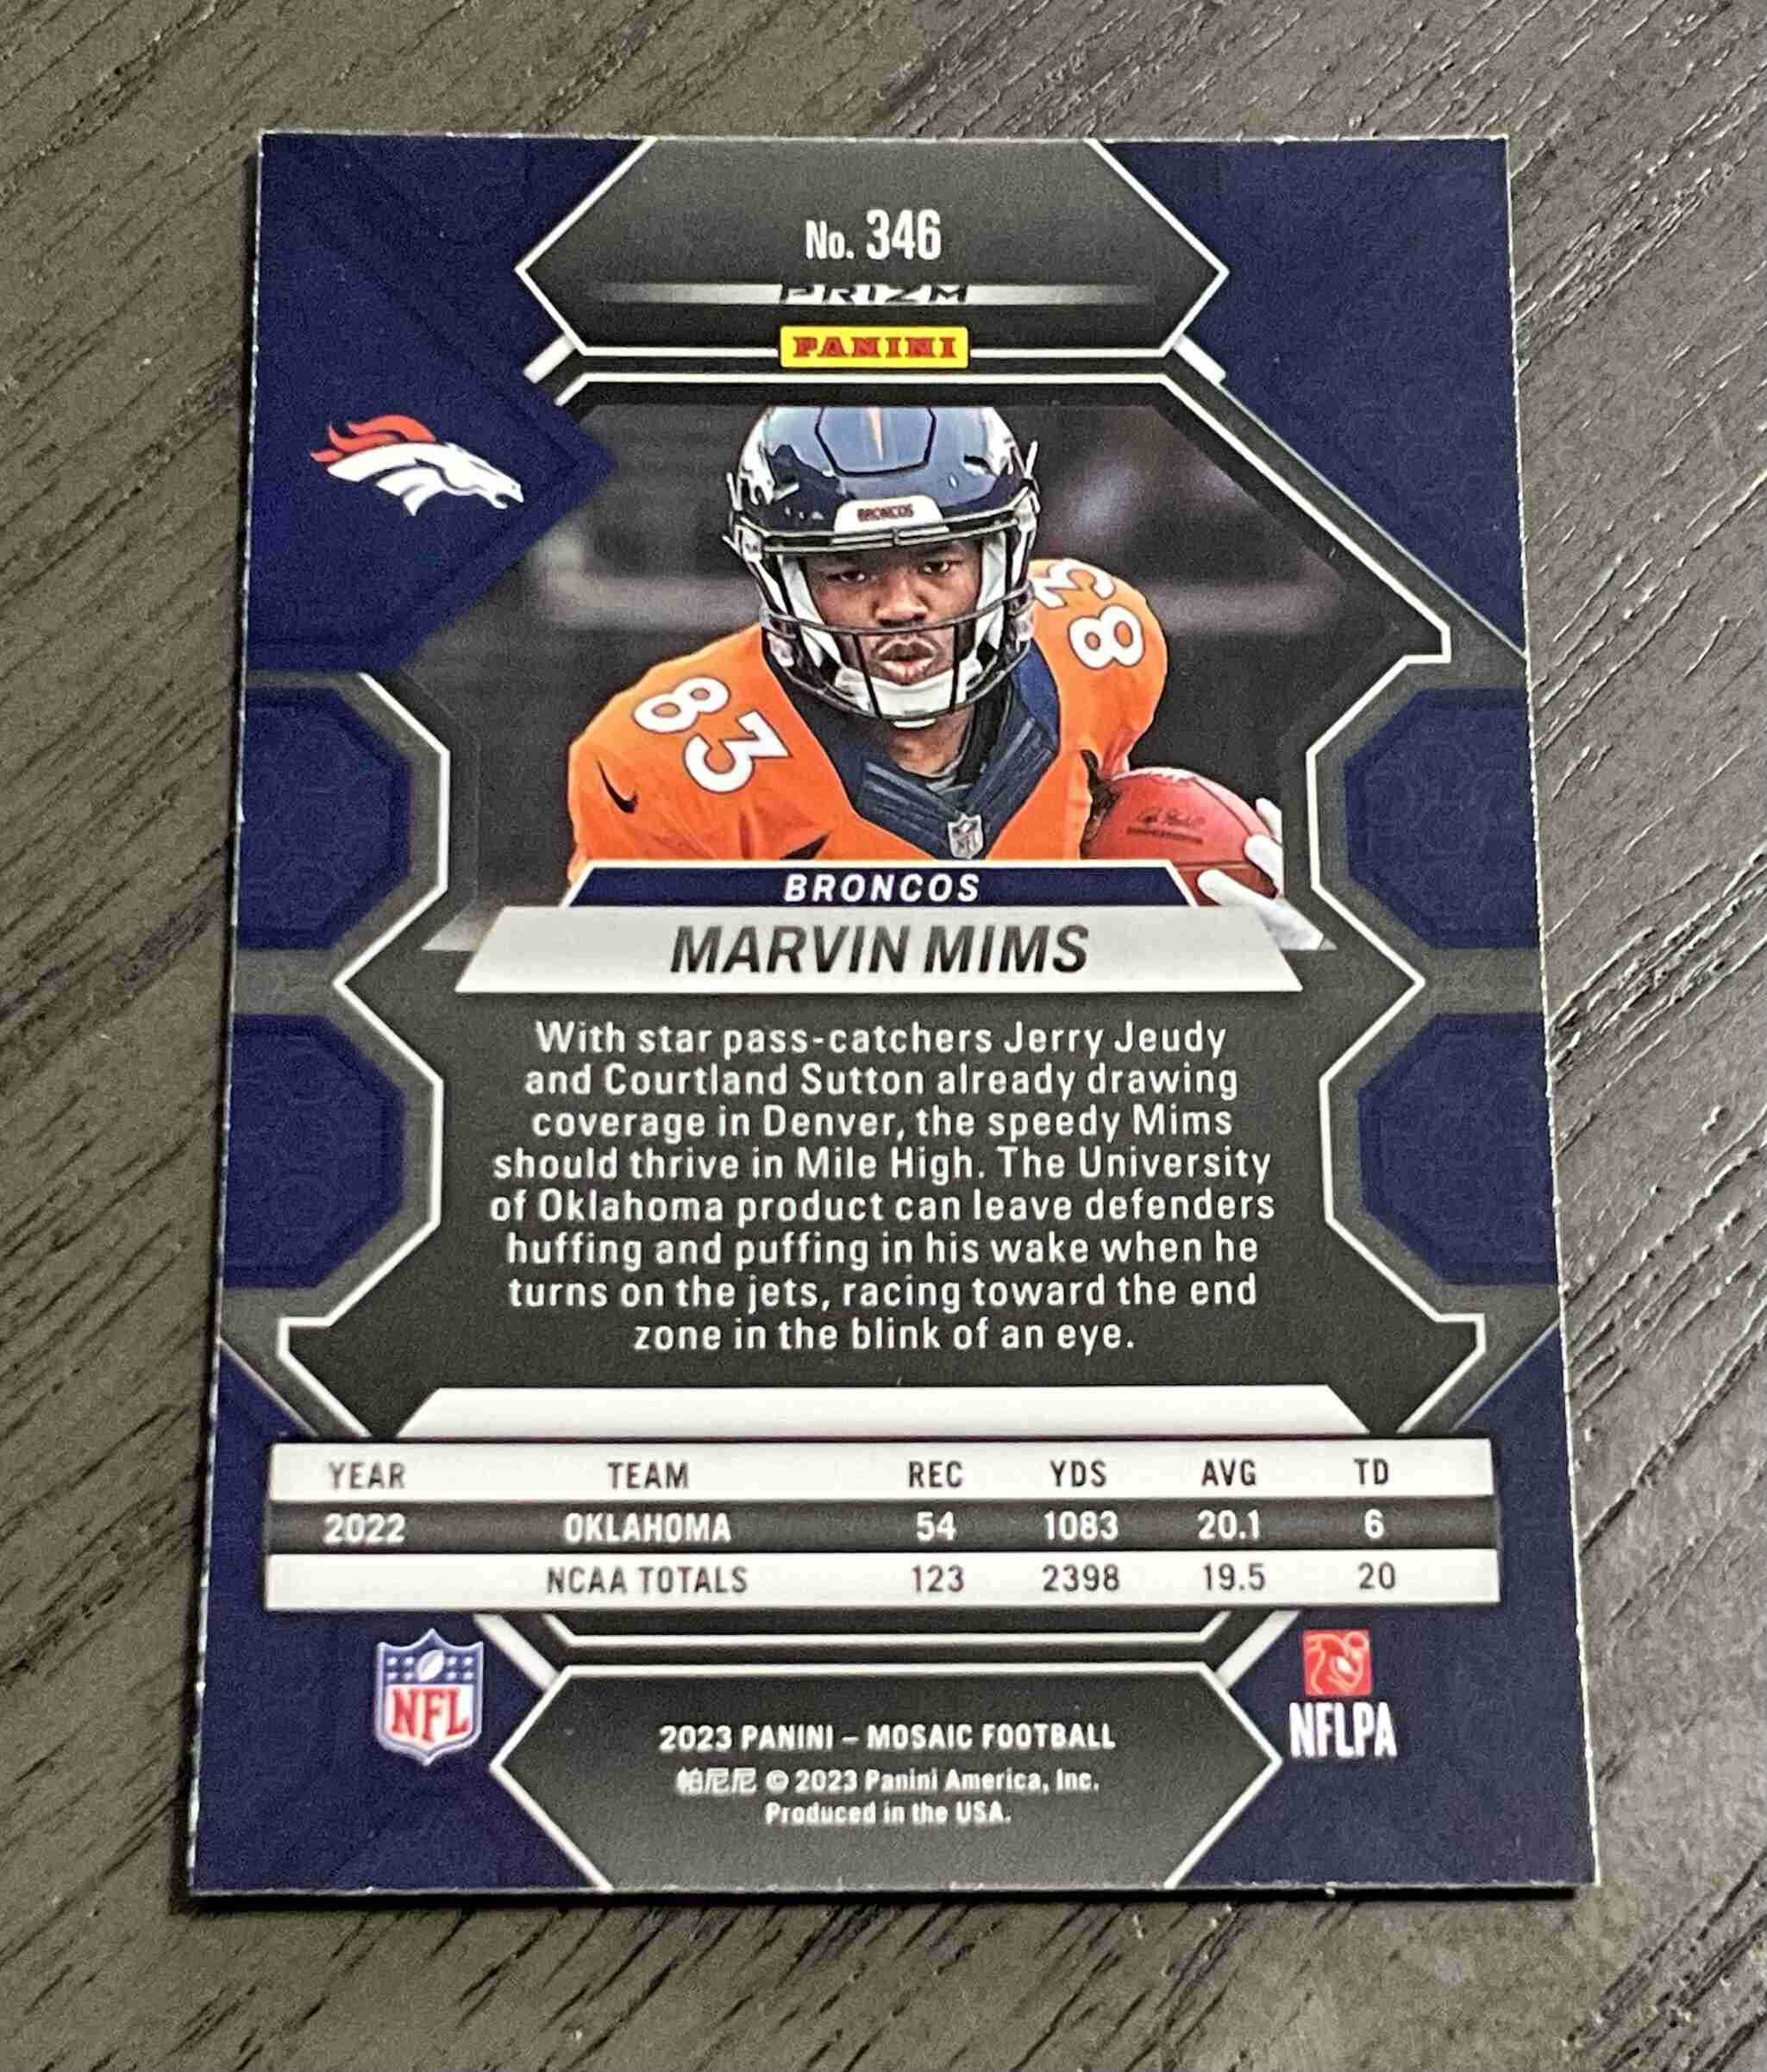 No. 346
PRIZM
PANINI
BRONCOS
83
83
BRONCOS
MARVIN MIMS
With star pass-catchers Jerry Jeudy
and Courtland Sutton already drawing
coverage in Denver, the speedy Mims
should thrive in Mile High. The University
of Oklahoma product can leave defenders
huffing and puffing in his wake when he
turns on the jets, racing toward the end
zone in the blink of an eye.
YEAR TEAM REC YDS AVG TD
2022 OKLAHOMA 54 1083 20.1 6
NCAA TOTALS 123 2398 19.5 20
NFL
NFLPA
2023 PANINI – MOSAIC FOOTBALL
帕尼尼 © 2023 Panini America, Inc.
Produced in the USA.